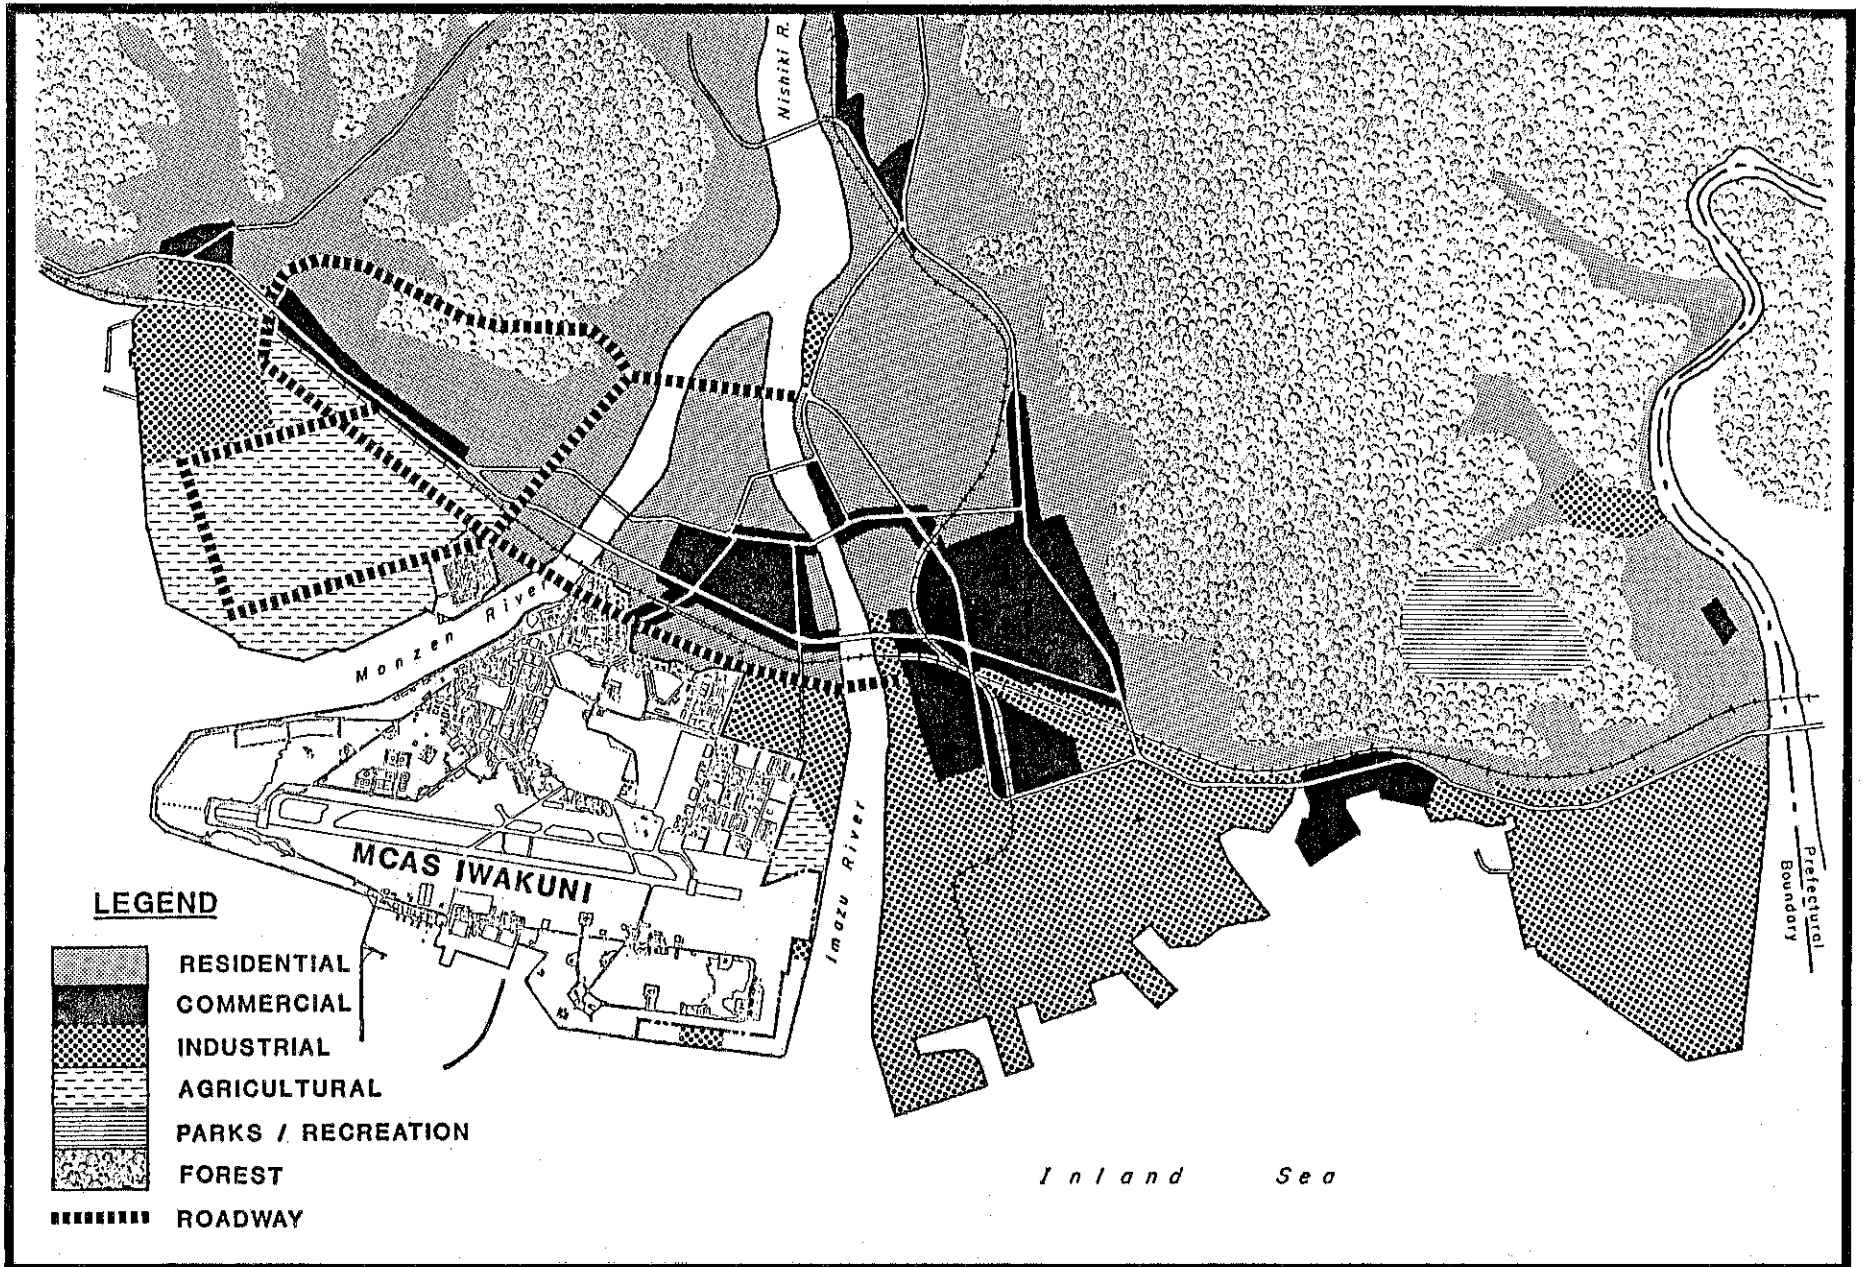 Nishiki R.
Monzen River
MCAS IWAKUNI
Imazu River
Prefectural
Boundary
LEGEND
RESIDENTIAL
COMMERCIAL
INDUSTRIAL
AGRICULTURAL
PARKS / RECREATION
FOREST
ROADWAY
Inland Sea